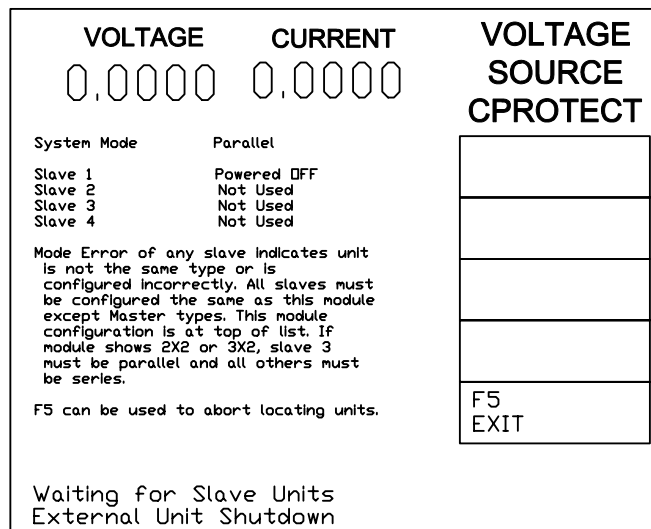 VOLTAGE CURRENT
0.0000 0.0000
VOLTAGE
SOURCE
CPROTECT
System Mode Parallel
Slave 1 Powered OFF
Slave 2 Not Used
Slave 3 Not Used
Slave 4 Not Used
Mode Error of any slave indicates unit
is not the same type or is
configured incorrectly. All slaves must
be configured the same as this module
except Master types. This module
configuration is at top of list. If
module shows 2X2 or 3X2, slave 3
must be parallel and all others must
be series.
F5 can be used to abort locating units.
F5
EXIT
Waiting for Slave Units
External Unit Shutdown